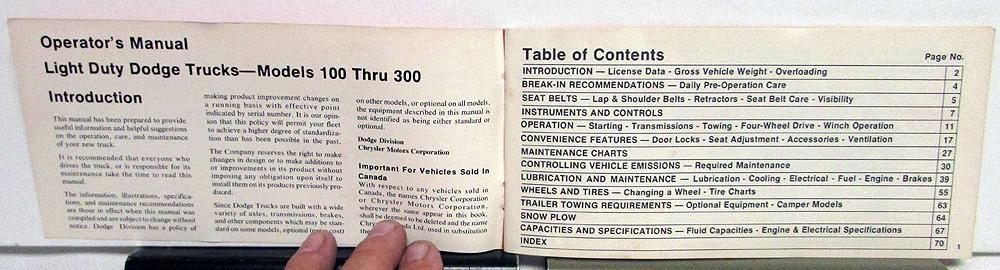 Operator's Manual
Light Duty Dodge Trucks—Models 100 Thru 300
Introduction
This manual has been prepared to provide
useful information and helpful suggestions
on the operation, care, and maintenance
of your new truck.
It is recommended that everyone who
drives the truck, or is responsible for its
maintenance take the time to read this
manual.
The information, illustrations, specifica-
tions, and maintenance recommendations
are those in effect when this manual was
compiled and are subject to change without
notice. Dodge Division has a policy of
making product improvement changes on
a running basis with effective point
indicated by serial number. It is our opin-
ion that this policy will permit your fleet
to achieve a higher degree of standardiza-
tion than has been possible in the past.
The Company reserves the right to make
changes in design or to make additions to
or improvements in its product without
imposing any obligation upon itself to
install them on its products previously pro-
duced.
Since Dodge Trucks are built with a wide
variety of axles, transmissions, brakes,
and other components which may be stan-
dard on some models, optional cost)
on other models, or optional on all models,
the equipment described in this manual is
not identified as being either standard or
optional.
Dodge Division
Chrysler Motors Corporation
Important For Vehicles Sold In
Canada
With respect to any vehicles sold in
Canada, the names Chrysler Corporation
or Chrysler Motors Corporation,
wherever the same appear in this book,
shall be deemed to be deleted and the name
Ltd. used in substitution
Table of Contents
Page No.
INTRODUCTION — License Data - Gross Vehicle Weight - Overloading 2
BREAK-IN RECOMMENDATIONS — Daily Pre-Operation Care 4
SEAT BELTS — Lap & Shoulder Belts - Retractors - Seat Belt Care - Visibility 5
INSTRUMENTS AND CONTROLS 7
OPERATION — Starting - Transmissions - Towing - Four-Wheel Drive - Winch Operation 11
CONVENIENCE FEATURES — Door Locks - Seat Adjustment - Accessories - Ventilation 17
MAINTENANCE CHARTS 27
CONTROLLING VEHICLE EMISSIONS — Required Maintenance 30
LUBRICATION AND MAINTENANCE — Lubrication - Cooling - Electrical - Fuel - Engine - Brakes 39
WHEELS AND TIRES — Changing a Wheel - Tire Charts 55
TRAILER TOWING REQUIREMENTS — Optional Equipment - Camper Models 63
SNOW PLOW 64
CAPACITIES AND SPECIFICATIONS — Fluid Capacities - Engine & Electrical Specifications 67
INDEX 70
1